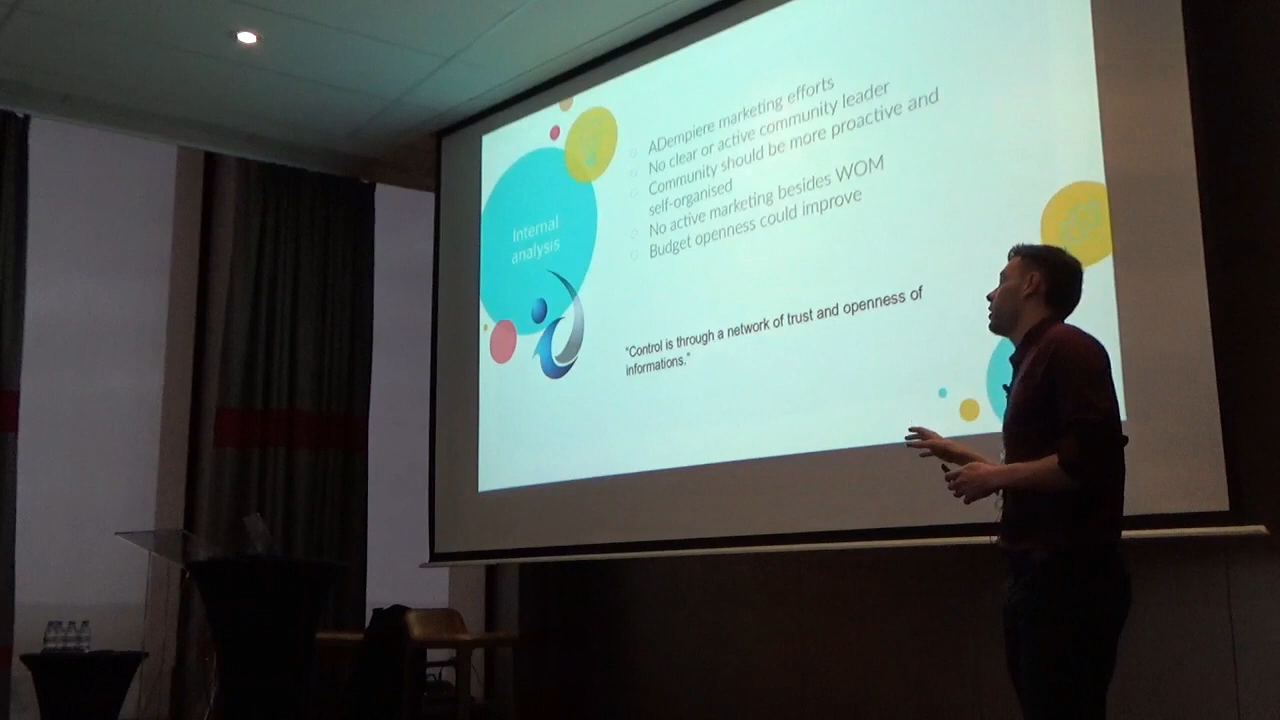 Internal
analysis
ADempiere marketing efforts
No clear or active community leader
Community should be more proactive and
self-organised
No active marketing besides WOM
Budget openness could improve
"Control is through a network of trust and openness of
informations."